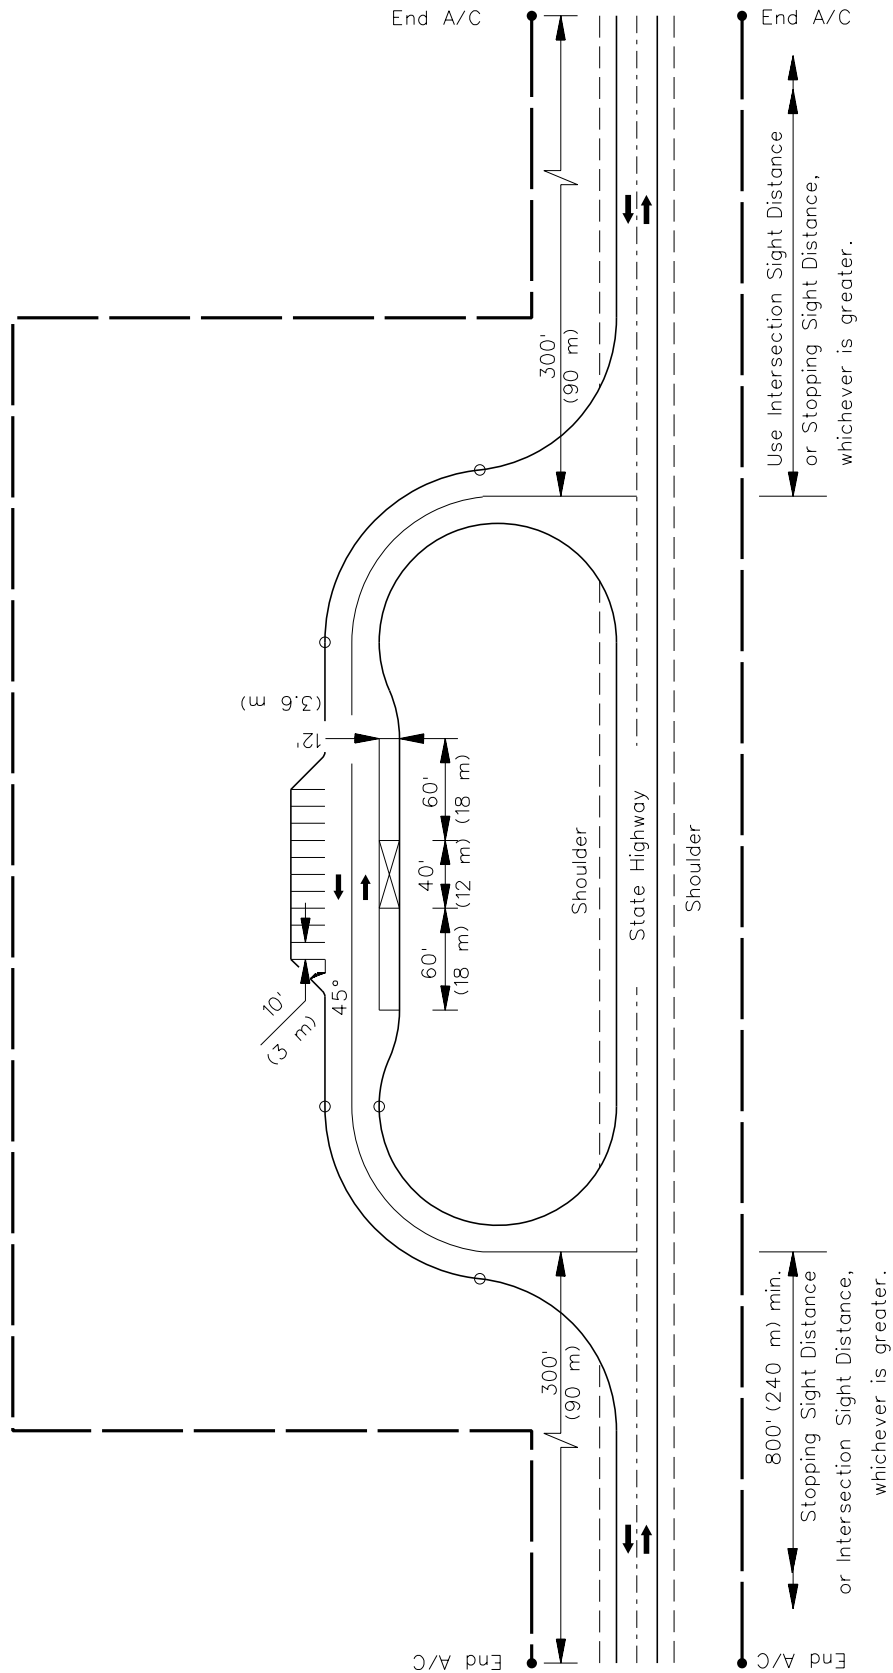 End A/C
End A/C
Use Intersection Sight Distance
or Stopping Sight Distance,
whichever is greater.
300'
(90 m)
12'
(3.6 m)
60'
(18 m)
40'
(12 m)
60'
(18 m)
10'
(3 m)
45°
Shoulder
State Highway
Shoulder
300'
(90 m)
800' (240 m) min.
Stopping Sight Distance
or Intersection Sight Distance,
whichever is greater.
End A/C
End A/C